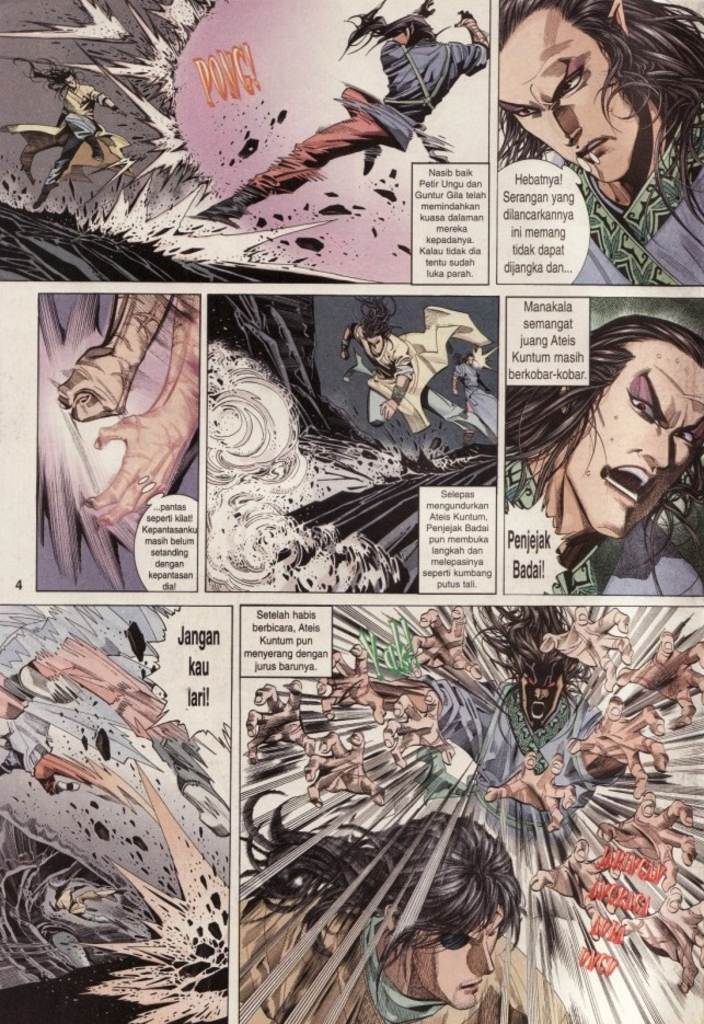 PONG!
Nasib baik
Petir Ungu dan
Guntur Gila telah
memindahkan
kuasa dalaman
mereka
kepadanya.
Kalau tidak dia
tentu sudah
luka parah.
Hebatnya!
Serangan yang
dilancarkannya
ini memang
tidak dapat
dijangka dan...
...pantas
seperti kilat!
Kepantasanku
masih belum
setanding
dengan
kepantasan
dia!
Selepas
mengundurkan
Ateis Kuntum,
Penjejak Badai
pun membuka
langkah dan
melepasinya
seperti kumbang
putus tali.
Manakala
semangat
juang Ateis
Kuntum masih
berkobar-kobar.
Penjejak
Badai!
4
Jangan
kau
lari!
Setelah habis
berbicara, Ateis
Kuntum pun
menyerang dengan
jurus barunya.